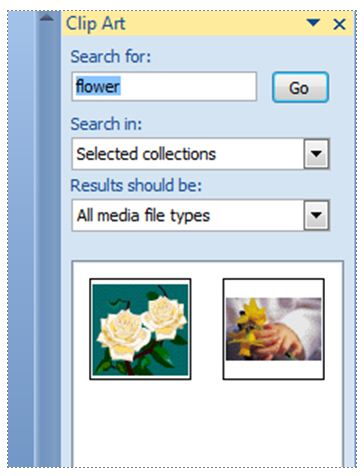 Clip Art
Search for:
flower
Go
Search in:
Selected collections
Results should be:
All media file types